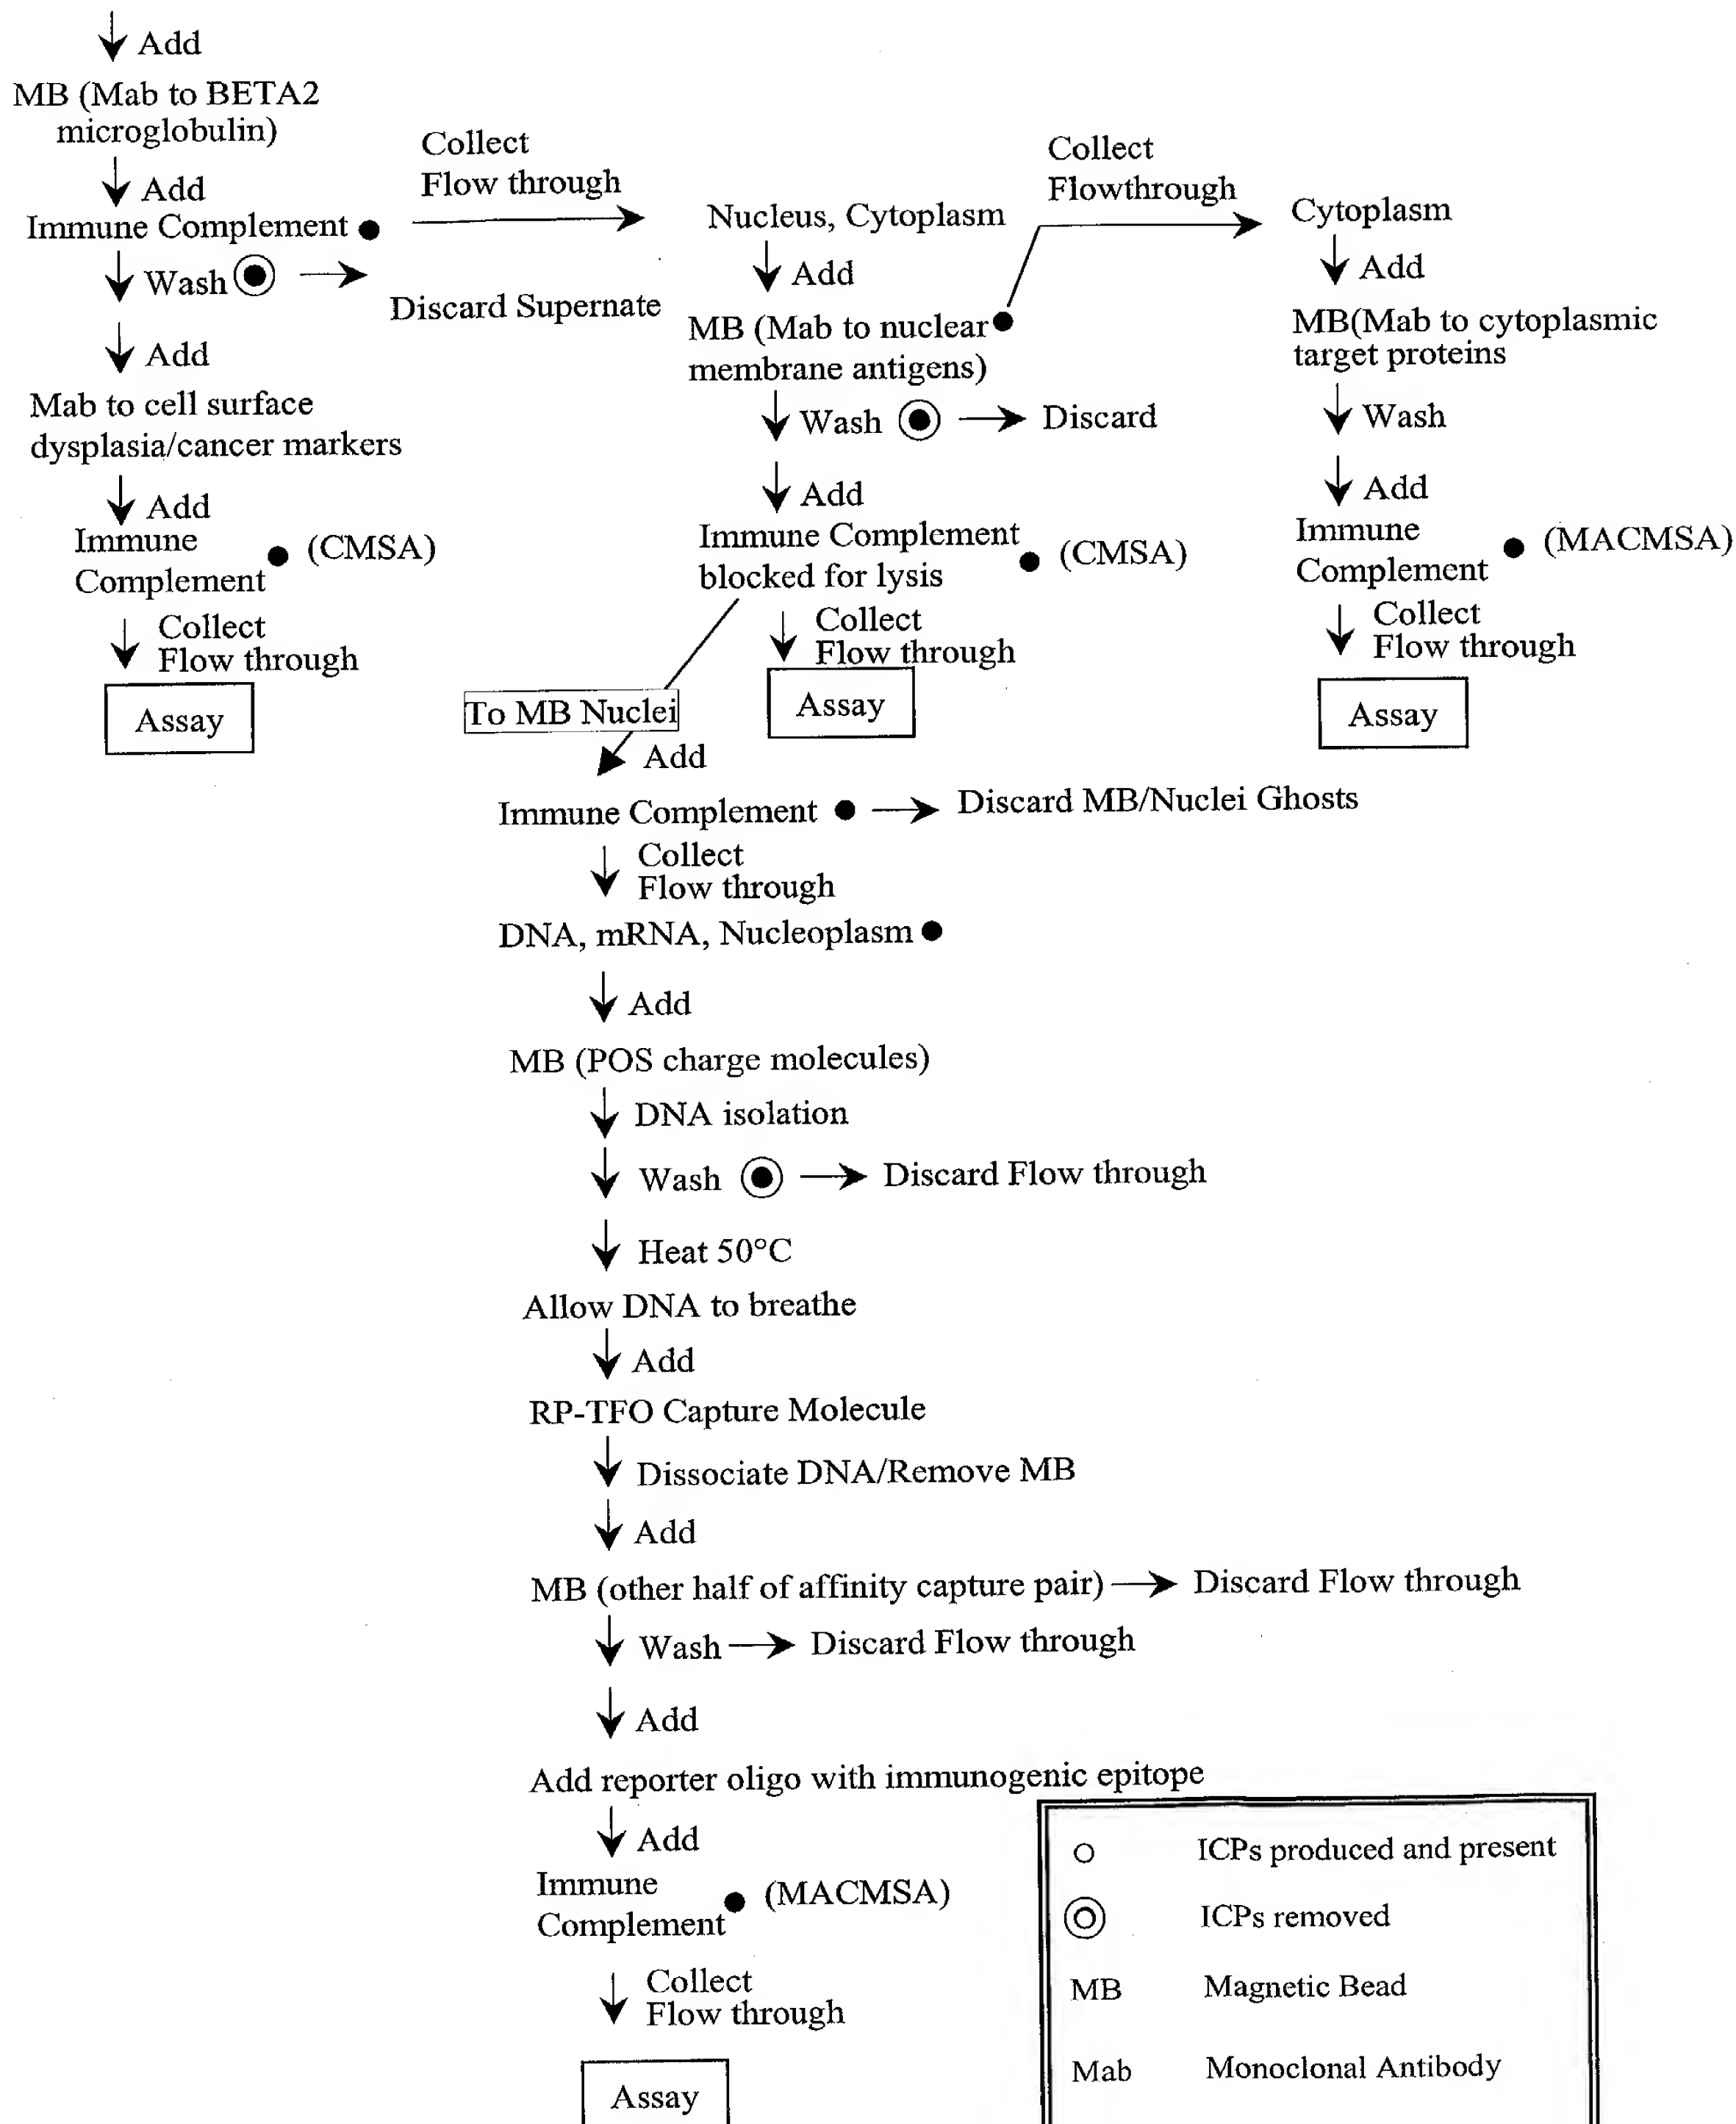 Add
MB (Mab to BETA2
microglobulin)
Add
Immune Complement
Wash
Discard Supernate
Add
Mab to cell surface
dysplasia/cancer markers
Add
Immune
Complement
(CMSA)
Collect
Flow through
Assay
Collect
Flow through
Nucleus, Cytoplasm
Add
MB (Mab to nuclear
membrane antigens)
Wash
Discard
Add
Immune Complement
blocked for lysis
(CMSA)
Collect
Flow through
Assay
Collect
Flowthrough
Cytoplasm
Add
MB(Mab to cytoplasmic
target proteins
Wash
Add
Immune
Complement
(MACMSA)
Collect
Flow through
Assay
To MB Nuclei
Add
Immune Complement
Discard MB/Nuclei Ghosts
Collect
Flow through
DNA, mRNA, Nucleoplasm
Add
MB (POS charge molecules)
DNA isolation
Wash
Discard Flow through
Heat 50°C
Allow DNA to breathe
Add
RP-TFO Capture Molecule
Dissociate DNA/Remove MB
Add
MB (other half of affinity capture pair)
Discard Flow through
Wash
Discard Flow through
Add
Add reporter oligo with immunogenic epitope
Add
Immune
Complement
(MACMSA)
Collect
Flow through
Assay
ICPs produced and present
ICPs removed
MB Magnetic Bead
Mab Monoclonal Antibody